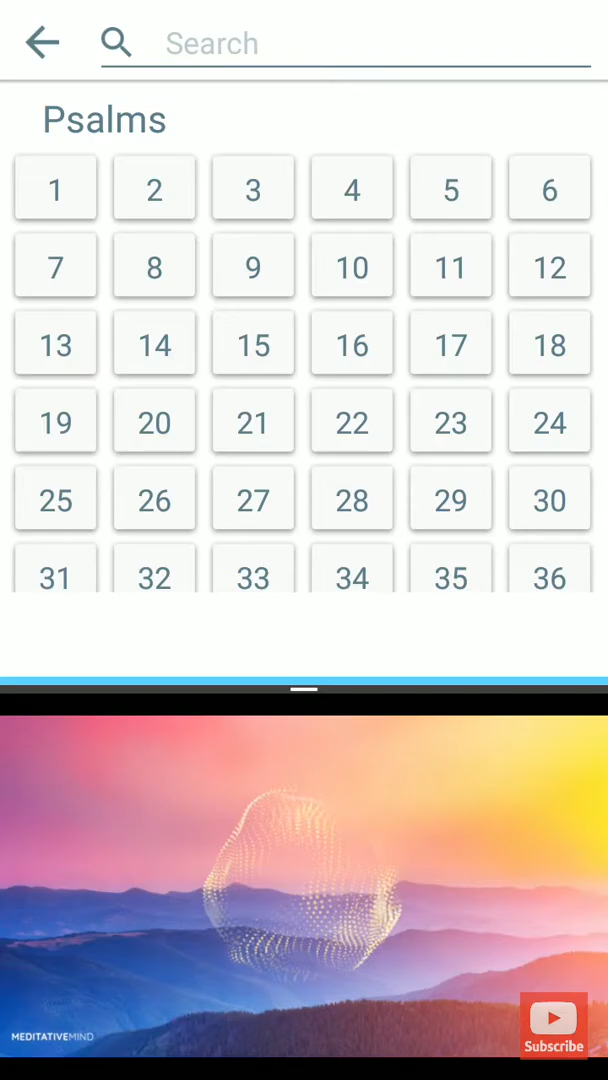 Search
Psalms
1 2 3 4 5 6
7 8 9 10 11 12
13 14 15 16 17 18
19 20 21 22 23 24
25 26 27 28 29 30
31 32 33 34 35 36
MEDITATIVEMIND
Subscribe